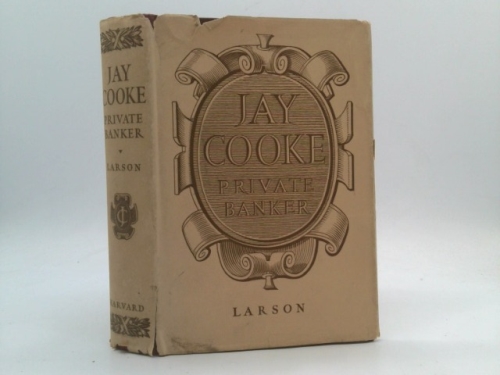 JAY
COOKE
PRIVATE
BANKER
LARSON
HARVARD
JAY
COOKE
PRIVATE
BANKER
LARSON